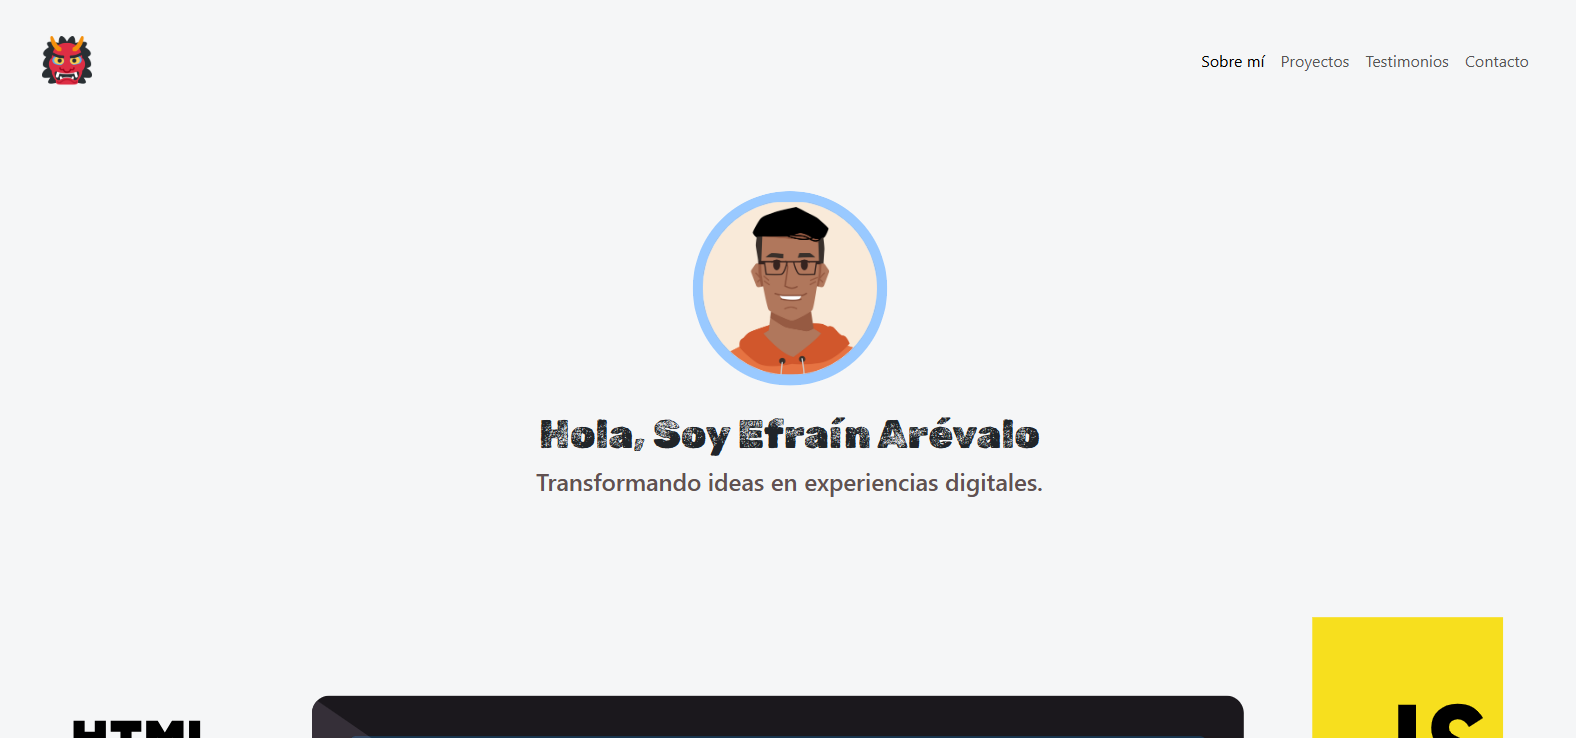 Sobre mí Proyectos Testimonios Contacto
Hola, Soy Efraín Arévalo
Transformando ideas en experiencias digitales.
HTML
JS